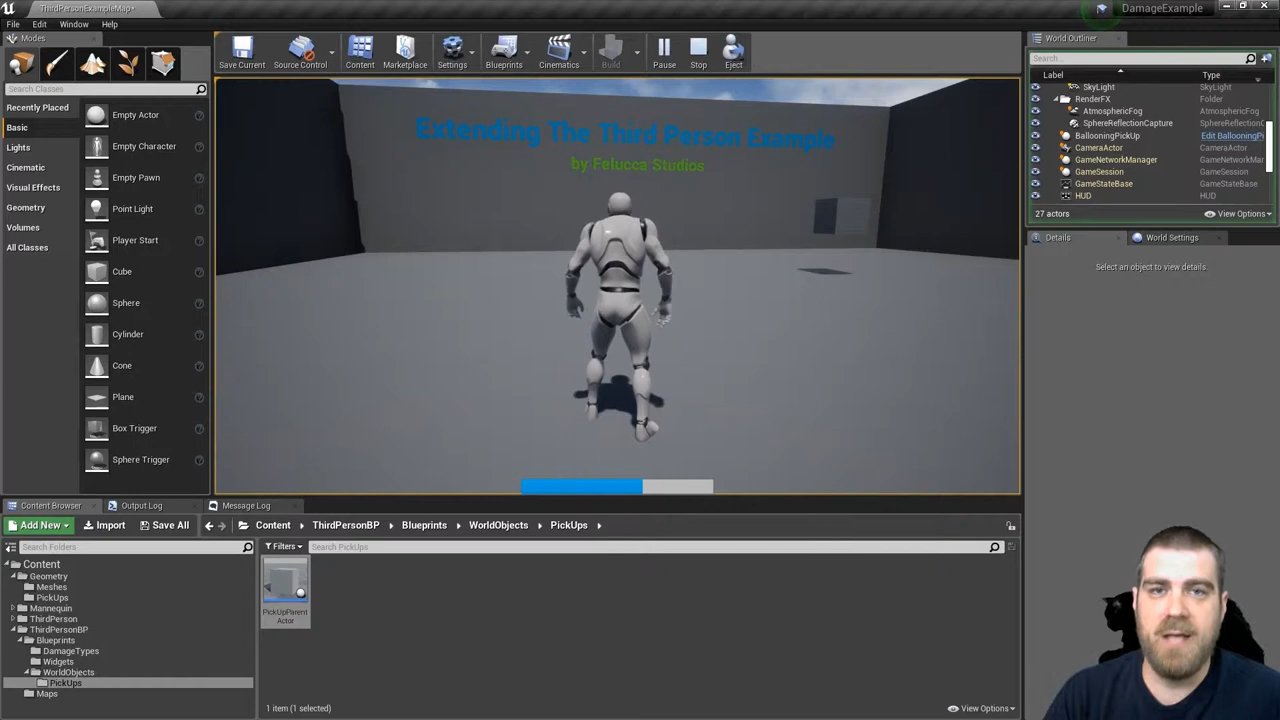 ThirdPersonExampleMap*
DamageExample
File Edit Window Help
Modes
Search Classes
Recently Placed
Basic
Lights
Cinematic
Visual Effects
Geometry
Volumes
All Classes
Empty Actor
Empty Character
Empty Pawn
Point Light
Player Start
Cube
Sphere
Cylinder
Cone
Plane
Box Trigger
Sphere Trigger
Save Current Source Control Content Marketplace Settings Blueprints Cinematics Build Pause Stop Eject
Extending The Third Person Example
by Felucca Studios
World Outliner
Search...
Label Type
SkyLight SkyLight
RenderFX Folder
AtmosphericFog AtmosphericFog
SphereReflectionCapture SphereReflectionC
BallooningPickUp Edit BallooningPi
CameraActor CameraActor
GameNetworkManager GameNetworkMar
GameSession GameSession
GameStateBase GameStateBase
HUD HUD
27 actors View Options
Details World Settings
Select an object to view details.
Content Browser Output Log Message Log
Add New Import Save All Content ThirdPersonBP Blueprints WorldObjects PickUps
Search Folders
Filters Search PickUps
Content
Geometry
Meshes
PickUps
Mannequin
ThirdPerson
ThirdPersonBP
Blueprints
DamageTypes
Widgets
WorldObjects
PickUps
Maps
PickUpParent
Actor
1 item (1 selected) View Options